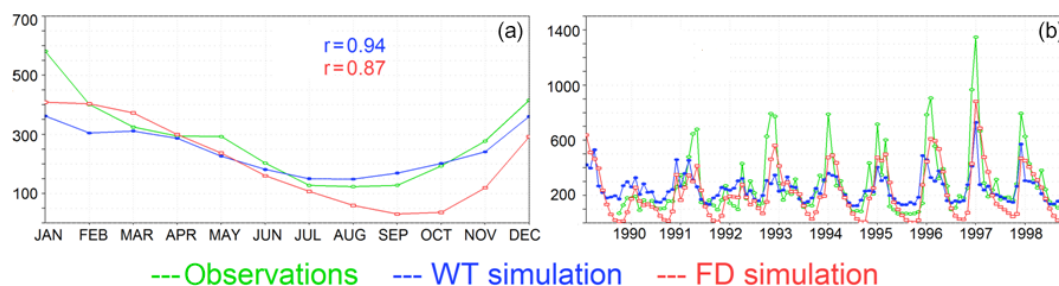 700
500
300
100
JAN FEB MAR APR MAY JUN JUL AUG SEP OCT NOV DEC
(a)
r=0.94
r=0.87
1400
1000
600
200
1990 1991 1992 1993 1994 1995 1996 1997 1998
(b)
---Observations ---WT simulation ---FD simulation